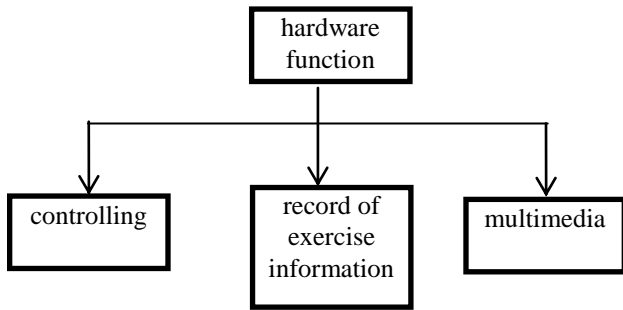 hardware
function
controlling
record of
exercise
information
multimedia